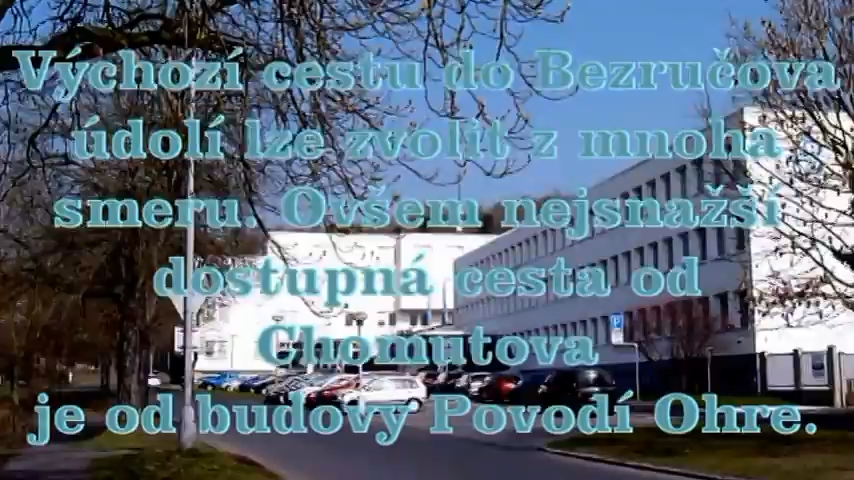 Výchozí cestu do Bezručova
údolí lze zvolit z mnoha
smeru. Ovšem nejsnažší
dostupná cesta od
Chomutova
je od budovy Povodí Ohre.
P